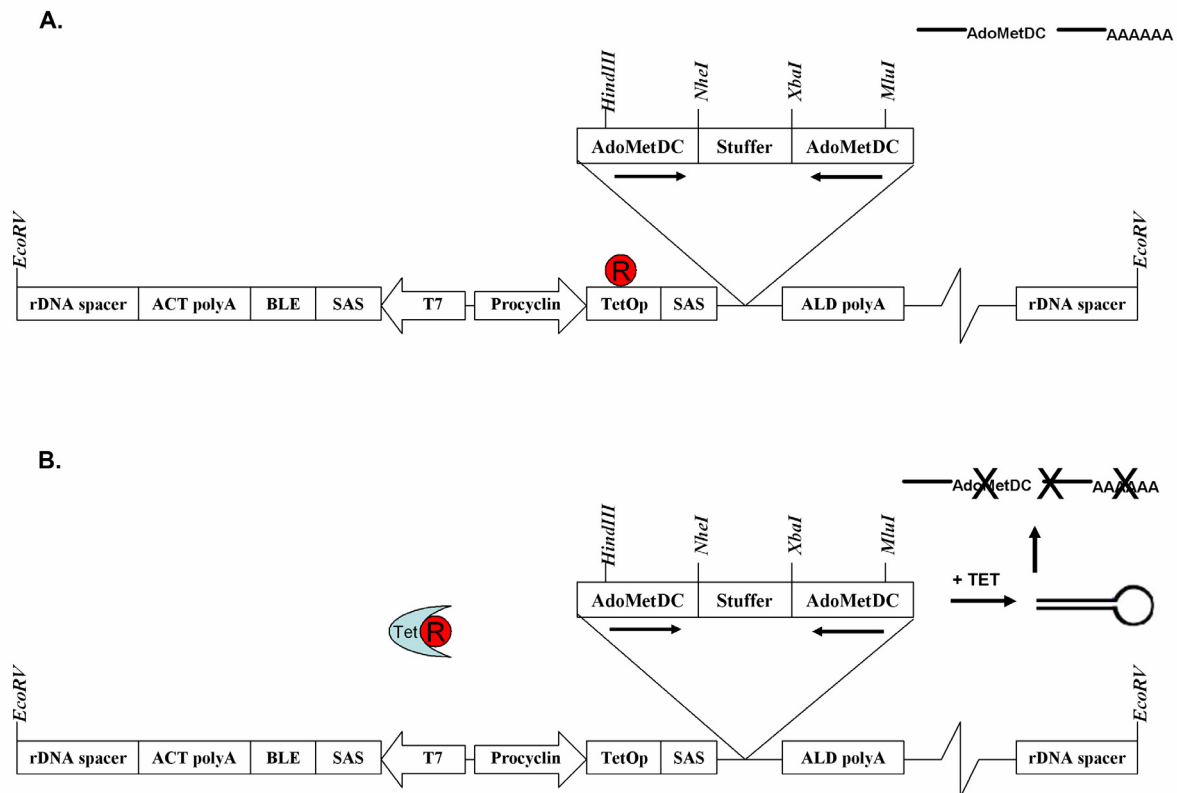 A.
AdoMetDC AAAAAA
HindIII NheI XbaI MluI
AdoMetDC Stuffer AdoMetDC
EcoRV R EcoRV
rDNA spacer ACT polyA BLE SAS T7 Procyclin TetOp SAS ALD polyA rDNA spacer
B.
AdoMetDC AAAAAA
HindIII NheI XbaI MluI
+ TET
AdoMetDC Stuffer AdoMetDC
Tet R
EcoRV EcoRV
rDNA spacer ACT polyA BLE SAS T7 Procyclin TetOp SAS ALD polyA rDNA spacer